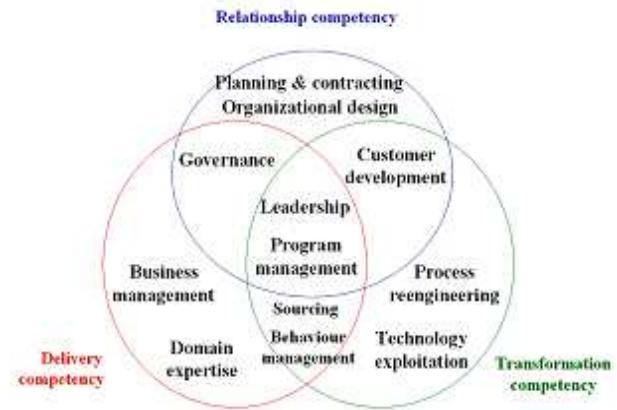 Relationship competency
Planning & contracting
Organizational design
Governance
Customer
development
Leadership
Program
management
Business
management
Process
reengineering
Sourcing
Behaviour
management
Domain
expertise
Technology
exploitation
Delivery
competency
Transformation
competency